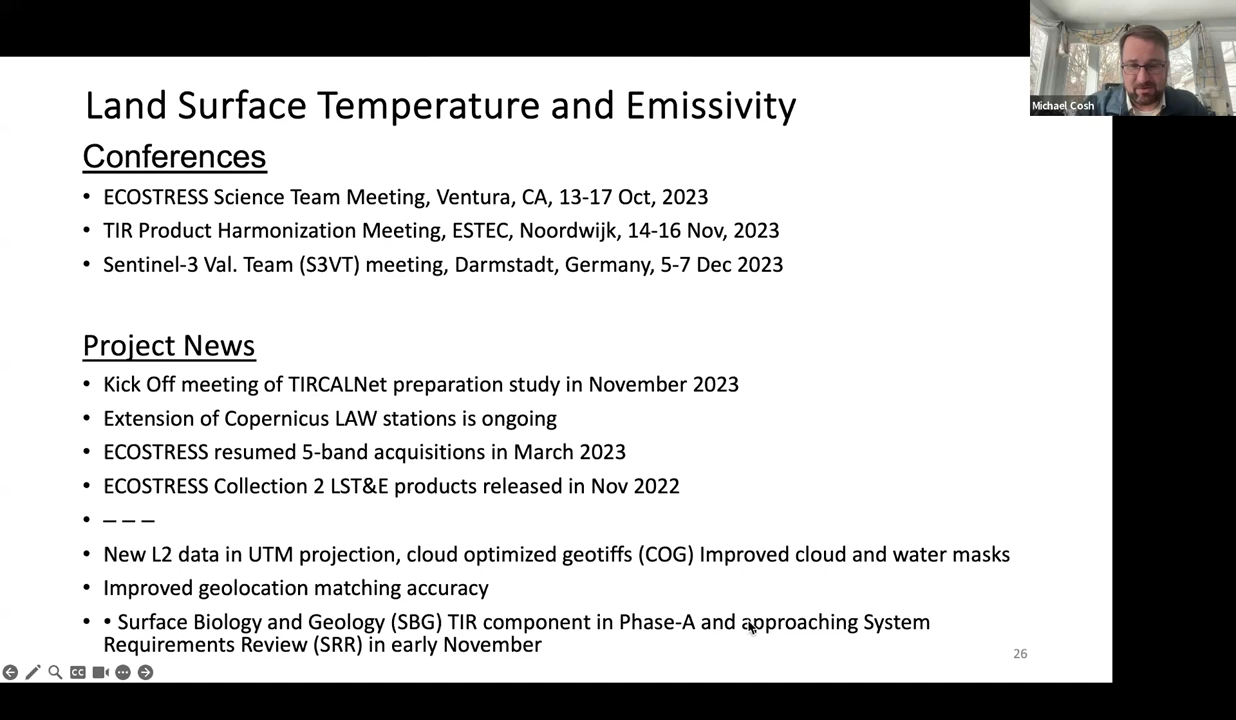 Michael Cosh
Land Surface Temperature and Emissivity
Conferences
• ECOSTRESS Science Team Meeting, Ventura, CA, 13-17 Oct, 2023
• TIR Product Harmonization Meeting, ESTEC, Noordwijk, 14-16 Nov, 2023
• Sentinel-3 Val. Team (S3VT) meeting, Darmstadt, Germany, 5-7 Dec 2023
Project News
• Kick Off meeting of TIRCALNet preparation study in November 2023
• Extension of Copernicus LAW stations is ongoing
• ECOSTRESS resumed 5-band acquisitions in March 2023
• ECOSTRESS Collection 2 LST&E products released in Nov 2022
• – – –
• New L2 data in UTM projection, cloud optimized geotiffs (COG) Improved cloud and water masks
• Improved geolocation matching accuracy
• • Surface Biology and Geology (SBG) TIR component in Phase-A and approaching System
Requirements Review (SRR) in early November
26
CC